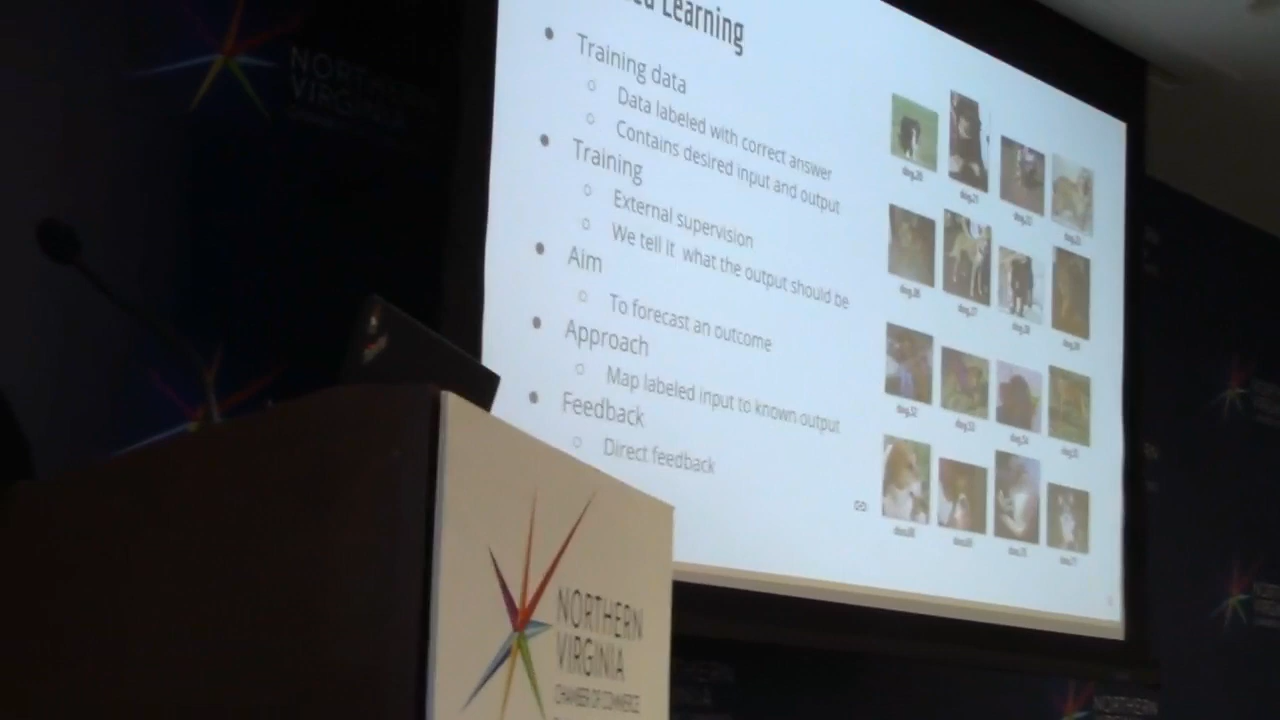 NORTHERN
VIRGINIA
Learning
Training data
Data labeled with correct answer
Contains desired input and output
Training
External supervision
We tell it what the output should be
Aim
To forecast an outcome
Approach
Map labeled input to known output
Feedback
Direct feedback
NORTHERN
VIRGINIA
CHAMBER OF COMMERCE
NORTHERN